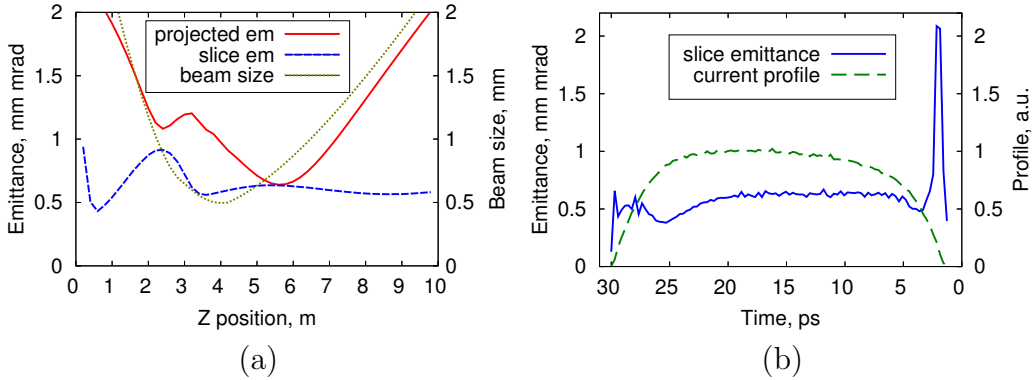 Emittance, mm mrad
2
1.5
1
0.5
0
0 1 2 3 4 5 6 7 8 9 10
Z position, m
2
1.5
1
0.5
0
Beam size, mm
projected em
slice em
beam size
(a)
Emittance, mm mrad
2
1.5
1
0.5
0
30 25 20 15 10 5 0
Time, ps
2
1.5
1
0.5
0
Profile, a.u.
slice emittance
current profile
(b)